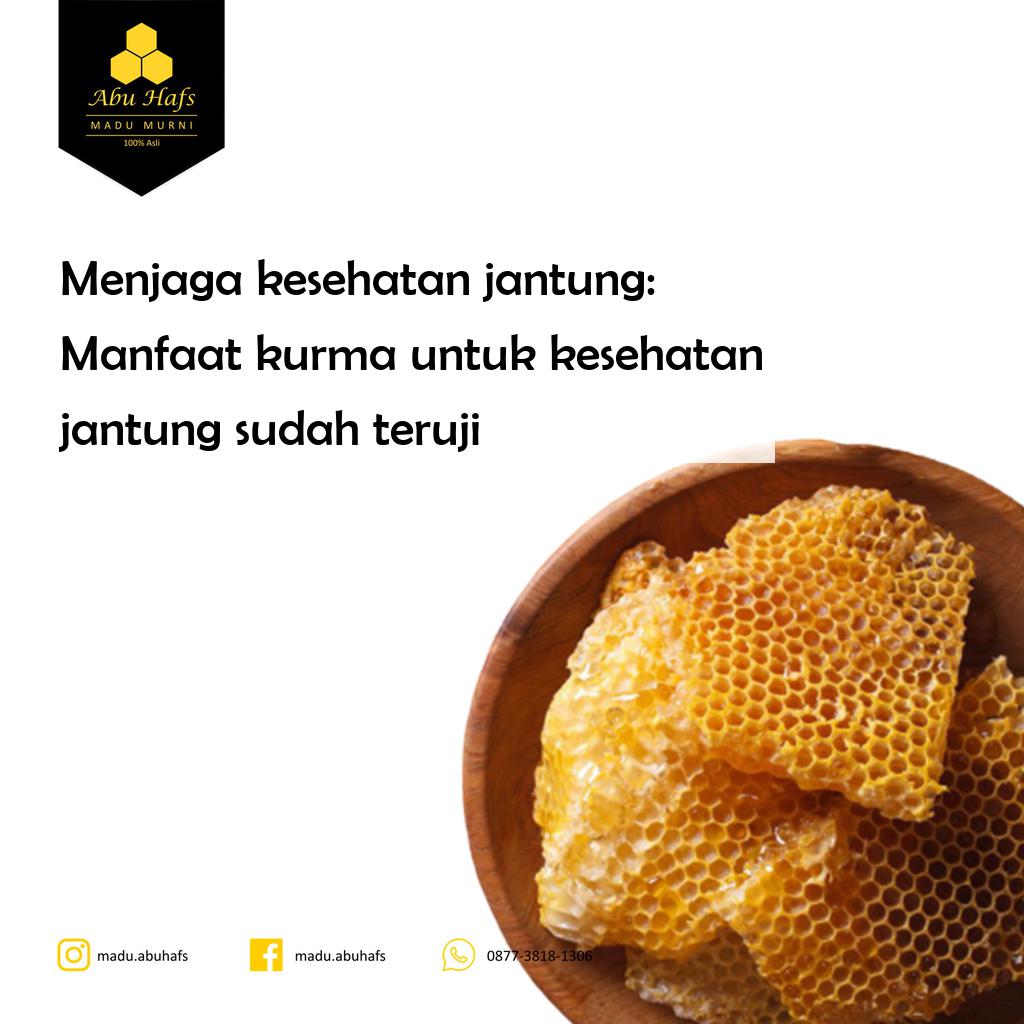 Abu Hafs
MADU MURNI
100% Asli
Menjaga kesehatan jantung:
Manfaat kurma untuk kesehatan
jantung sudah teruji
madu.abuhafs
madu.abuhafs
0877-3818-1306